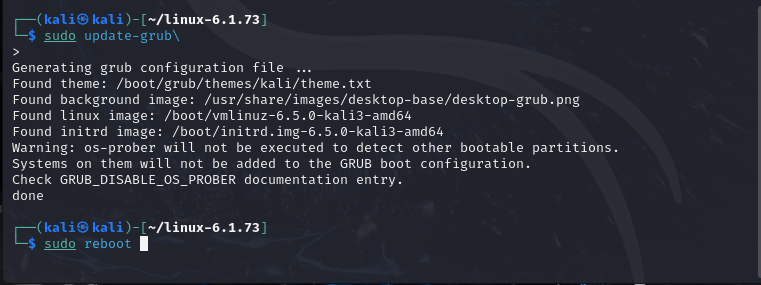 ┌──(kali㉿kali)-[~/linux-6.1.73]
└─$ sudo update-grub\
>
Generating grub configuration file ...
Found theme: /boot/grub/themes/kali/theme.txt
Found background image: /usr/share/images/desktop-base/desktop-grub.png
Found linux image: /boot/vmlinuz-6.5.0-kali3-amd64
Found initrd image: /boot/initrd.img-6.5.0-kali3-amd64
Warning: os-prober will not be executed to detect other bootable partitions.
Systems on them will not be added to the GRUB boot configuration.
Check GRUB_DISABLE_OS_PROBER documentation entry.
done
┌──(kali㉿kali)-[~/linux-6.1.73]
└─$ sudo reboot